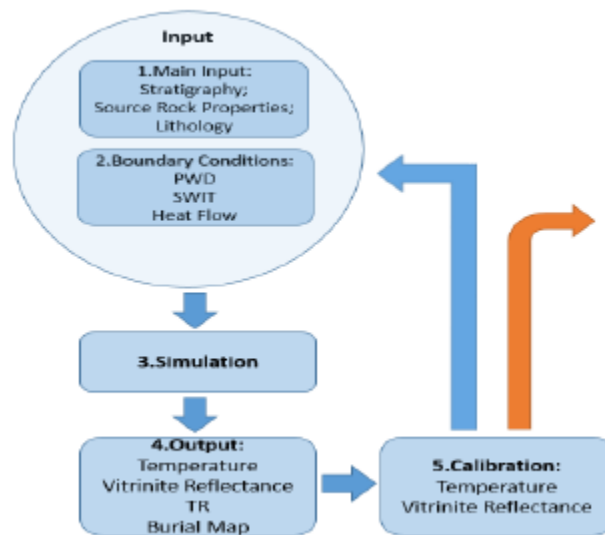 Input
1.Main Input:
Stratigraphy;
Source Rock Properties;
Lithology
2.Boundary Conditions:
PWD
SWIT
Heat Flow
3.Simulation
4.Output:
Temperature
Vitrinite Reflectance
TR
Burial Map
5.Calibration:
Temperature
Vitrinite Reflectance